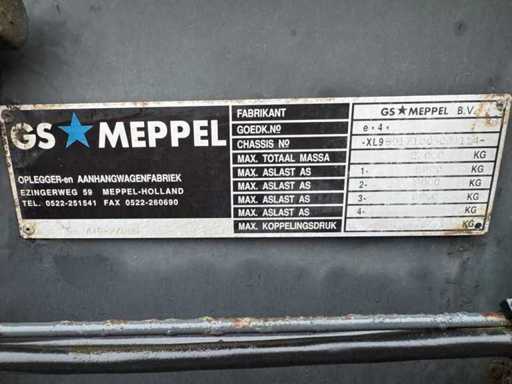 GS★MEPPEL
OPLEGGER-en AANHANGWAGENFABRIEK
EZINGERWEG 59 MEPPEL-HOLLAND
TEL. 0522-251541 FAX 0522-260690
FABRIKANT GS★MEPPEL B.V.
GOEDK.Nº e·4·
CHASSIS Nº
MAX. TOTAAL MASSA KG
MAX. ASLAST AS 1- KG
MAX. ASLAST AS 2- KG
MAX. ASLAST AS 3- KG
MAX. ASLAST AS 4- KG
MAX. KOPPELINGSDRUK KG